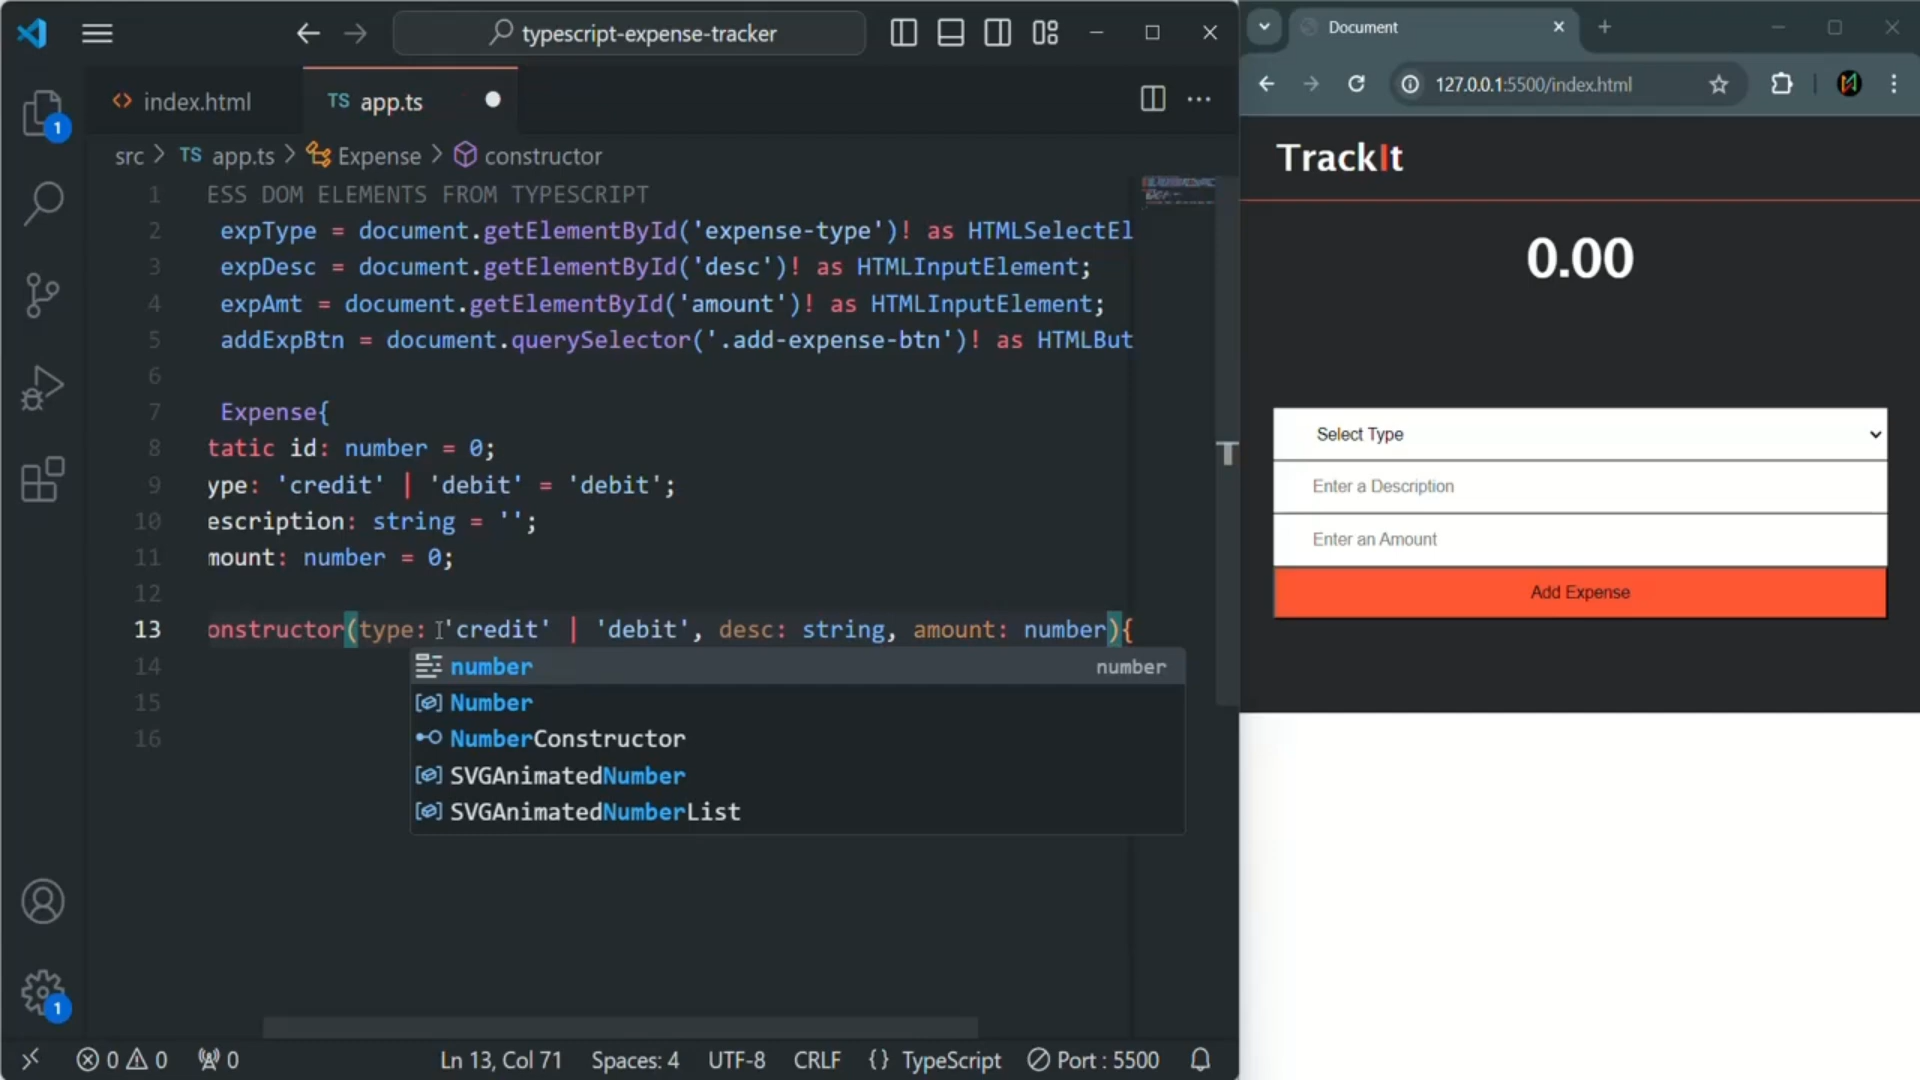 typescript-expense-tracker
index.html
TS app.ts
src > TS app.ts > Expense > constructor
1 ESS DOM ELEMENTS FROM TYPESCRIPT
2 expType = document.getElementById('expense-type')! as HTMLSelectEl
3 expDesc = document.getElementById('desc')! as HTMLInputElement;
4 expAmt = document.getElementById('amount')! as HTMLInputElement;
5 addExpBtn = document.querySelector('.add-expense-btn')! as HTMLBut
6
7 Expense{
8 tatic id: number = 0;
9 ype: 'credit' | 'debit' = 'debit';
10 escription: string = '';
11 mount: number = 0;
12
13 onstructor(type: 'credit' | 'debit', desc: string, amount: number){
14
15
16
number number
Number
NumberConstructor
SVGAnimatedNumber
SVGAnimatedNumberList
1
1
0 0 0 Ln 13, Col 71 Spaces: 4 UTF-8 CRLF {} TypeScript Port : 5500
Document
127.0.0.1:5500/index.html
TrackIt
0.00
Select Type
Enter a Description
Enter an Amount
Add Expense